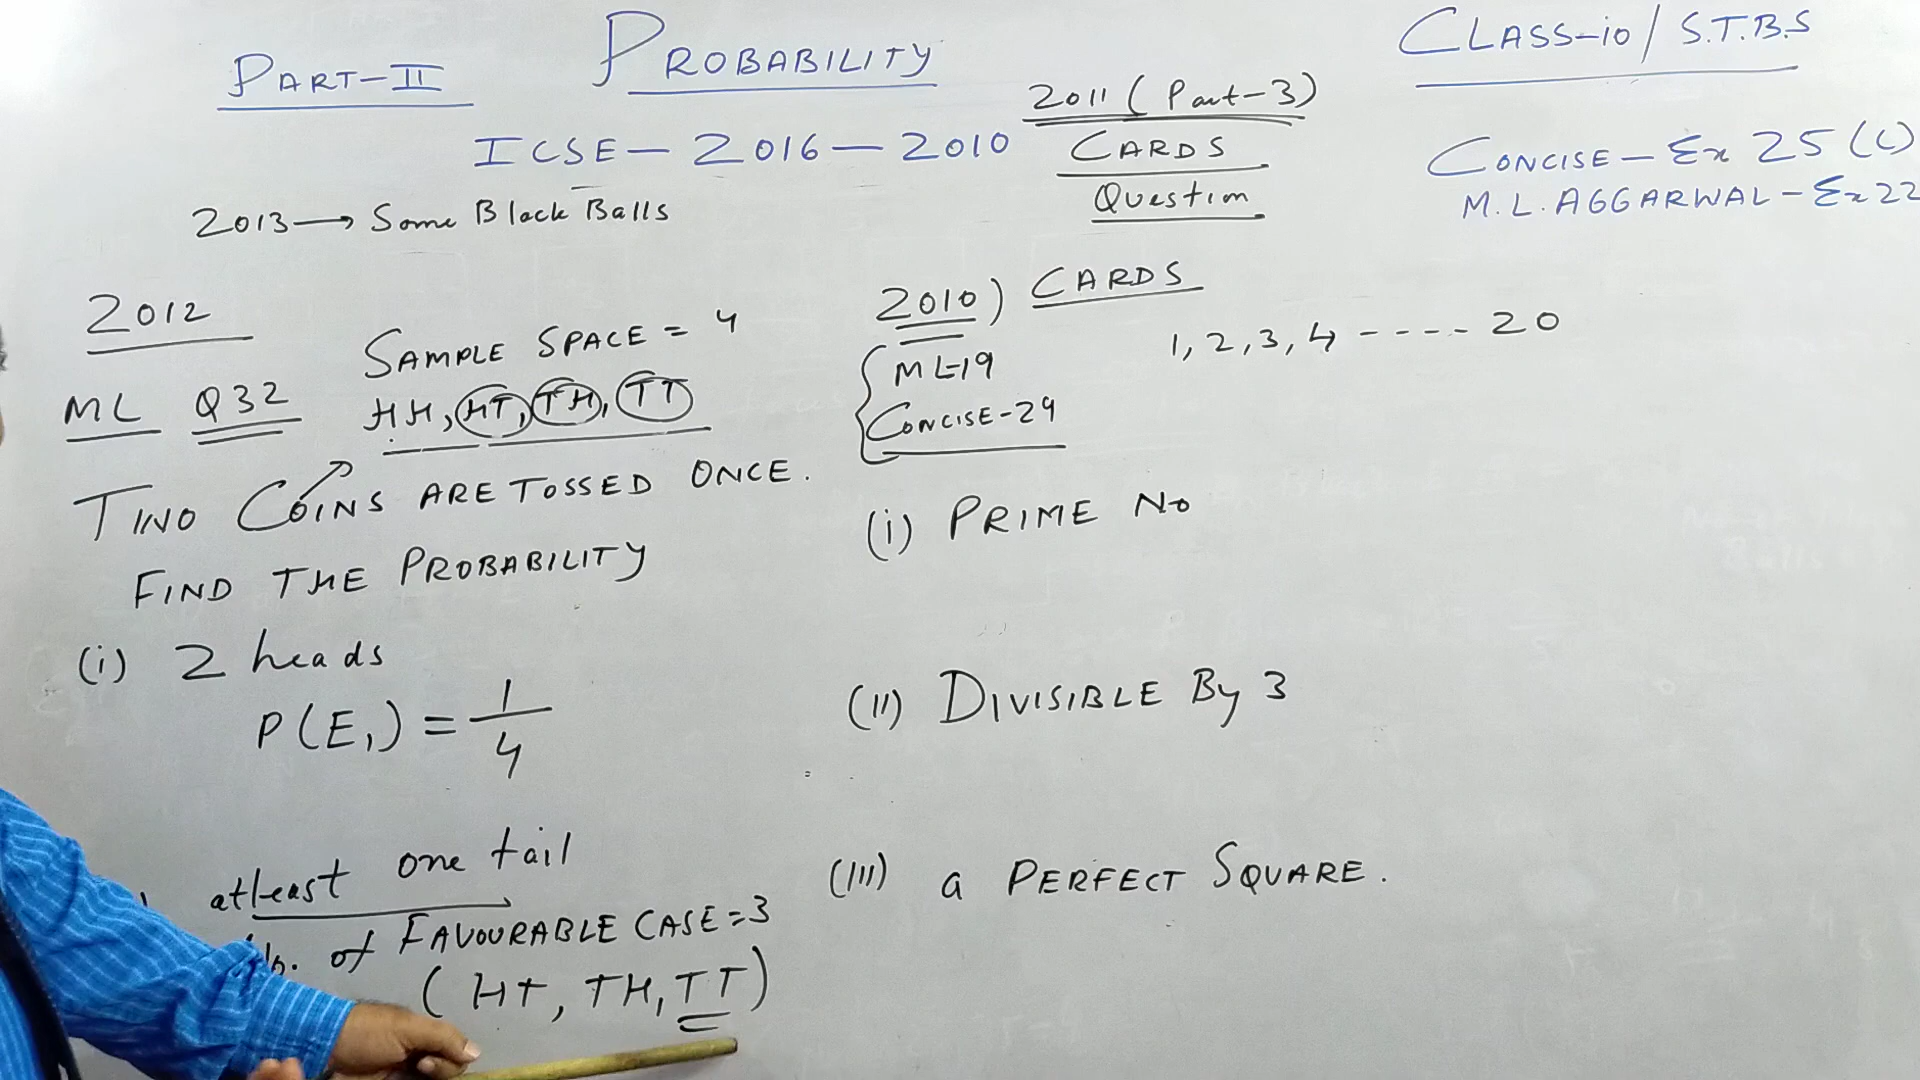 PART-II
PROBABILITY
CLASS-10/S.T.B.S
ICSE-2016-2010
2011 (Part-3)
CARDS
Question
CONCISE-Ex 25 (C)
M.L. AGGARWAL-Ex 22
2013→Some Black Balls
2012
ML Q32
SAMPLE SPACE = 4
HH, HT, TH, TT
TWO COINS ARE TOSSED ONCE.
FIND THE PROBABILITY
(i) 2 heads
P(E₁) = 1/4
atleast one tail
of FAVOURABLE CASE=3
(HT, TH, TT)
2010) CARDS
1, 2, 3, 4 ---- 20
ML-19
CONCISE-29
(i) PRIME No
(II) DIVISIBLE By 3
(III) a PERFECT SQUARE.